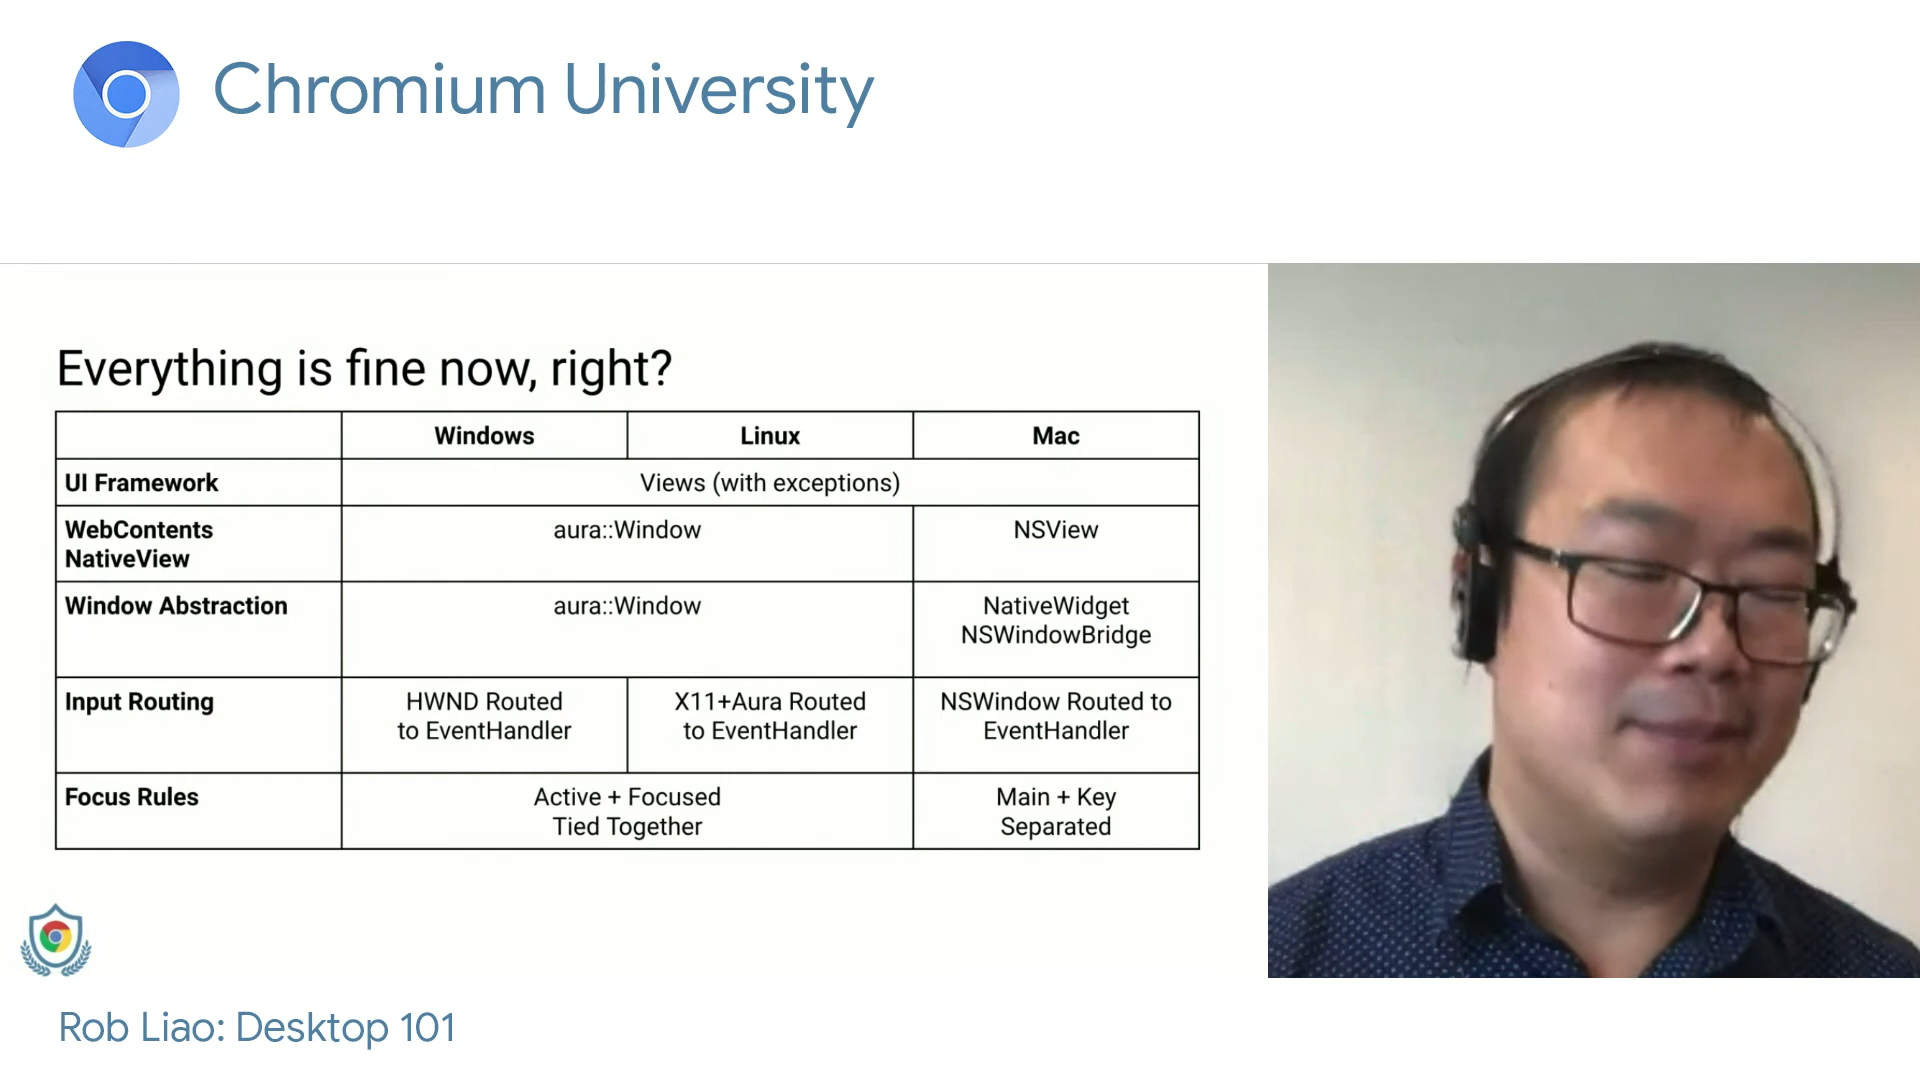 Chromium University
Everything is fine now, right?
Windows Linux Mac
UI Framework Views (with exceptions)
WebContents
NativeView aura::Window NSView
Window Abstraction aura::Window NativeWidget
NSWindowBridge
Input Routing HWND Routed
to EventHandler X11+Aura Routed
to EventHandler NSWindow Routed to
EventHandler
Focus Rules Active + Focused
Tied Together Main + Key
Separated
Rob Liao: Desktop 101